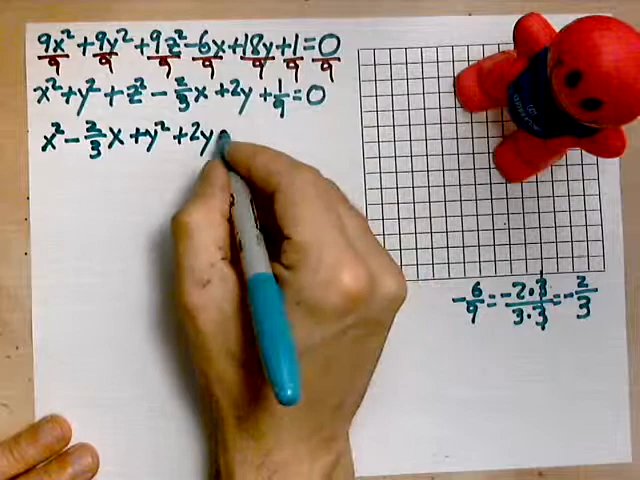 9x²/9 + 9y²/9 + 9z²/9 - 6x/9 + 18y/9 + 1/9 = 0/9
x² + y² + z² - 2/3 x + 2y + 1/9 = 0
x² - 2/3 x + y² + 2y
- 6/9 = -2·3/3·3 = - 2/3